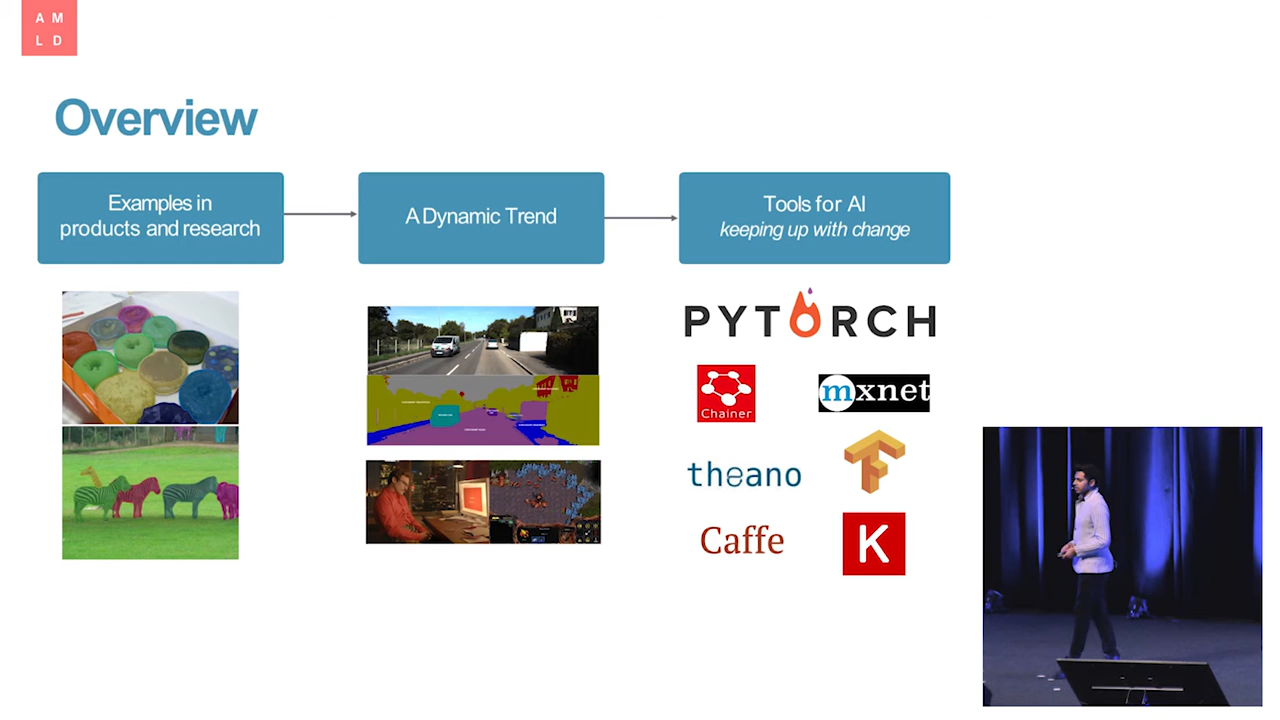 A M
L D
Overview
Examples in
products and research
A Dynamic Trend
Tools for AI
keeping up with change
PYTORCH
Chainer
mxnet
theano
Caffe
K